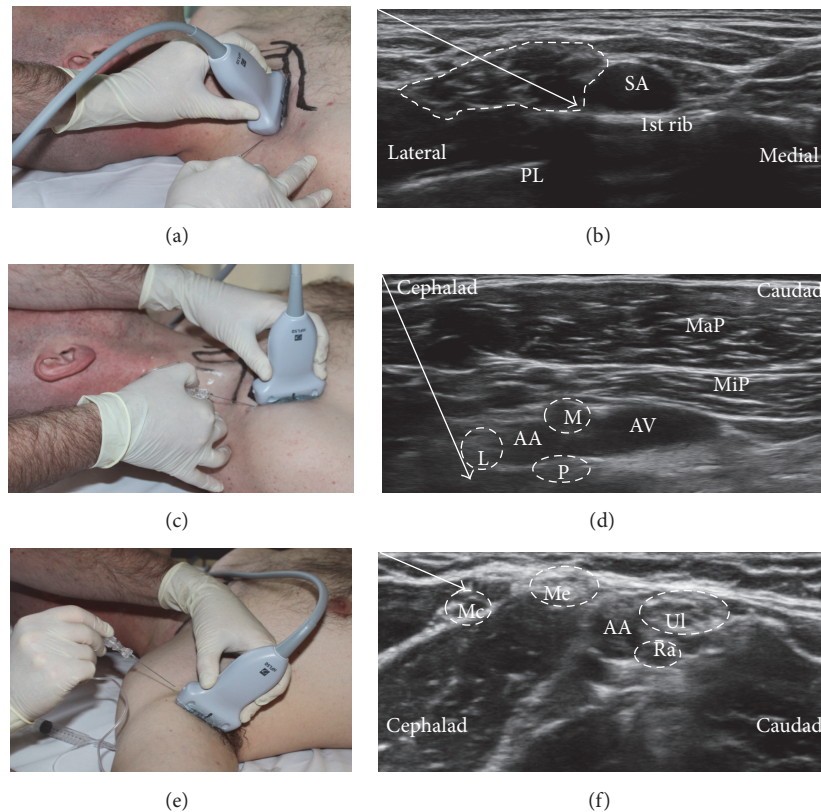 SA
1st rib
Lateral
Medial
PL
(a)
(b)
Cephalad
Caudad
MaP
MiP
M
AV
AA
L
P
(c)
(d)
Me
Mc
Ul
AA
Ra
Cephalad
Caudad
(e)
(f)